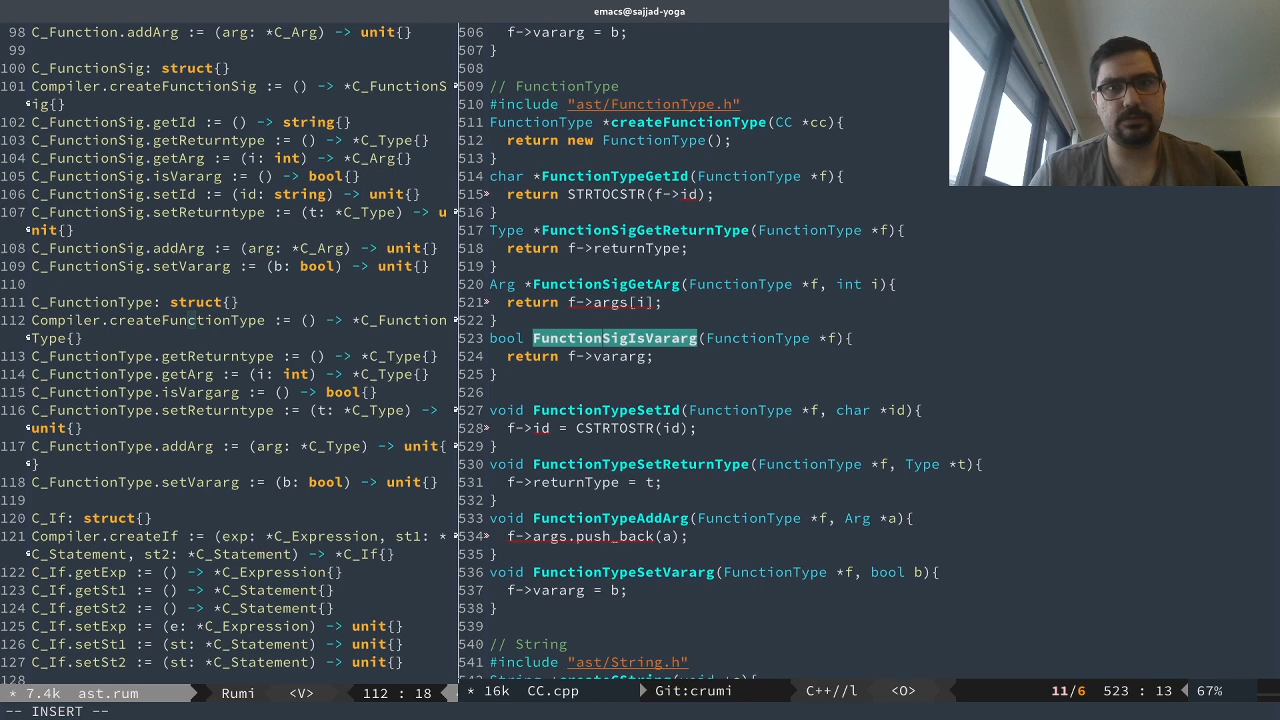 emacs@sajjad-yoga
98 C_Function.addArg := (arg: *C_Arg) -> unit{}
99
100 C_FunctionSig: struct{}
101 Compiler.createFunctionSig := () -> *C_FunctionS
ig{}
102 C_FunctionSig.getId := () -> string{}
103 C_FunctionSig.getReturntype := () -> *C_Type{}
104 C_FunctionSig.getArg := (i: int) -> *C_Arg{}
105 C_FunctionSig.isVararg := () -> bool{}
106 C_FunctionSig.setId := (id: string) -> unit{}
107 C_FunctionSig.setReturntype := (t: *C_Type) -> u
nit{}
108 C_FunctionSig.addArg := (arg: *C_Arg) -> unit{}
109 C_FunctionSig.setVararg := (b: bool) -> unit{}
110
111 C_FunctionType: struct{}
112 Compiler.createFunctionType := () -> *C_Function
Type{}
113 C_FunctionType.getReturntype := () -> *C_Type{}
114 C_FunctionType.getArg := (i: int) -> *C_Type{}
115 C_FunctionType.isVargarg := () -> bool{}
116 C_FunctionType.setReturntype := (t: *C_Type) ->
unit{}
117 C_FunctionType.addArg := (arg: *C_Type) -> unit{
}
118 C_FunctionType.setVararg := (b: bool) -> unit{}
119
120 C_If: struct{}
121 Compiler.createIf := (exp: *C_Expression, st1: *
C_Statement, st2: *C_Statement) -> *C_If{}
122 C_If.getExp := () -> *C_Expression{}
123 C_If.getSt1 := () -> *C_Statement{}
124 C_If.getSt2 := () -> *C_Statement{}
125 C_If.setExp := (e: *C_Expression) -> unit{}
126 C_If.setSt1 := (st: *C_Statement) -> unit{}
127 C_If.setSt2 := (st: *C_Statement) -> unit{}
128
* 7.4k ast.rum Rumi <V> 112 : 18
-- INSERT --
506 f->vararg = b;
507 }
508
509 // FunctionType
510 #include "ast/FunctionType.h"
511 FunctionType *createFunctionType(CC *cc){
512 return new FunctionType();
513 }
514 char *FunctionTypeGetId(FunctionType *f){
515 » return STRTOCSTR(f->id);
516 }
517 Type *FunctionSigGetReturnType(FunctionType *f){
518 return f->returnType;
519 }
520 Arg *FunctionSigGetArg(FunctionType *f, int i){
521 » return f->args[i];
522 }
523 bool FunctionSigIsVararg(FunctionType *f){
524 return f->vararg;
525 }
526
527 void FunctionTypeSetId(FunctionType *f, char *id){
528 » f->id = CSTRTOSTR(id);
529 }
530 void FunctionTypeSetReturnType(FunctionType *f, Type *t){
531 f->returnType = t;
532 }
533 void FunctionTypeAddArg(FunctionType *f, Arg *a){
534 » f->args.push_back(a);
535 }
536 void FunctionTypeSetVararg(FunctionType *f, bool b){
537 f->vararg = b;
538 }
539
540 // String
541 #include "ast/String.h"
* 16k CC.cpp Git:crumi C++//l <O> 11/6 523 : 13 67%